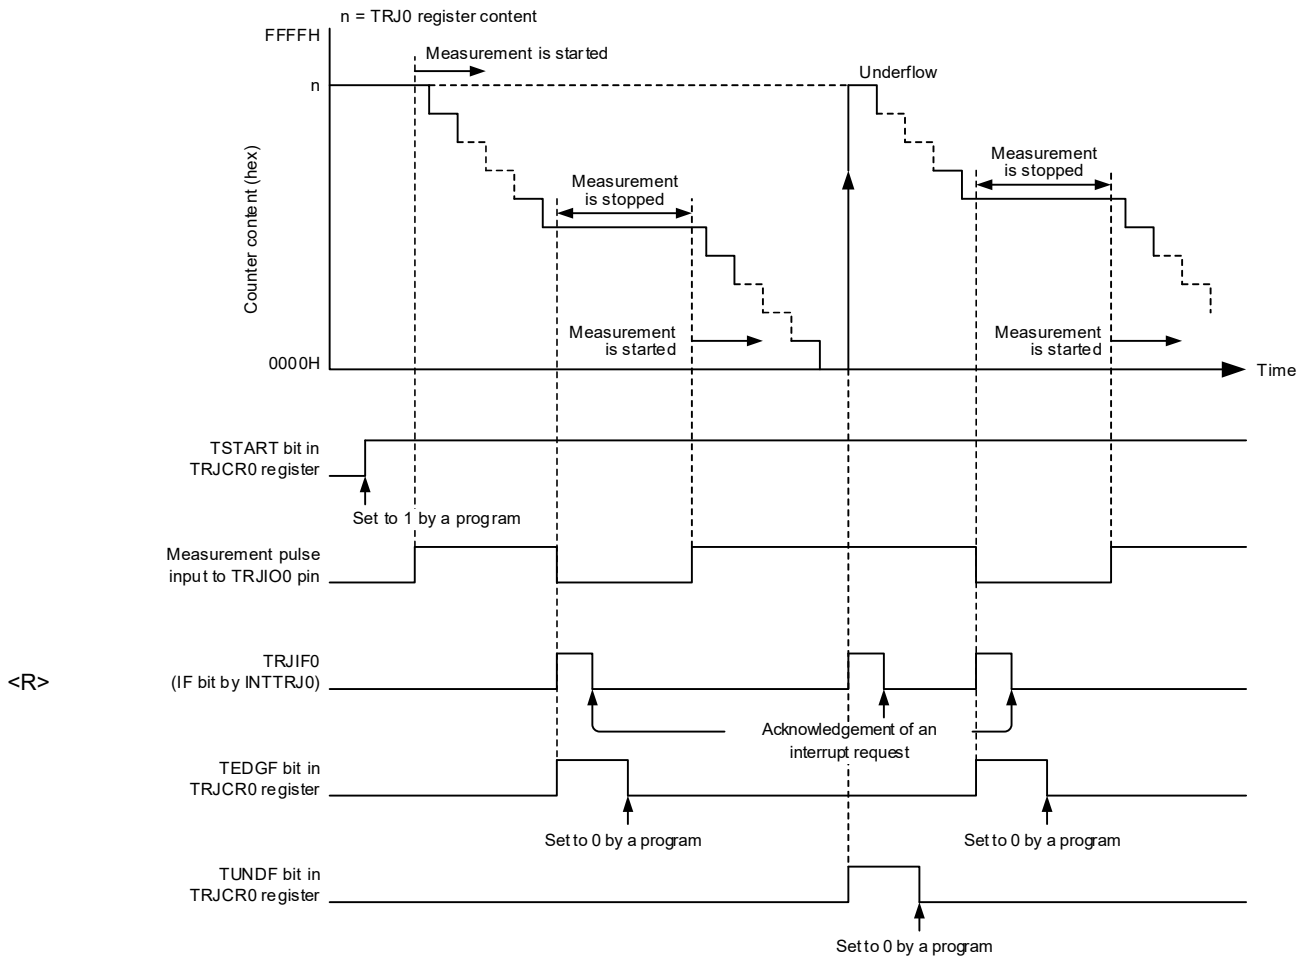 n = TRJ0 register content
FFFFH
Measurement is started
Underflow
n
Measurement
is stopped
Measurement
is stopped
Counter content (hex)
Measurement
is started
Measurement
is started
0000H
Time
TSTART bit in
TRJCR0 register
Set to 1 by a program
Measurement pulse
input to TRJIO0 pin
TRJIF0
(IF bit by INTTRJ0)
<R>
Acknowledgement of an
interrupt request
TEDGF bit in
TRJCR0 register
Set to 0 by a program
Set to 0 by a program
TUNDF bit in
TRJCR0 register
Set to 0 by a program